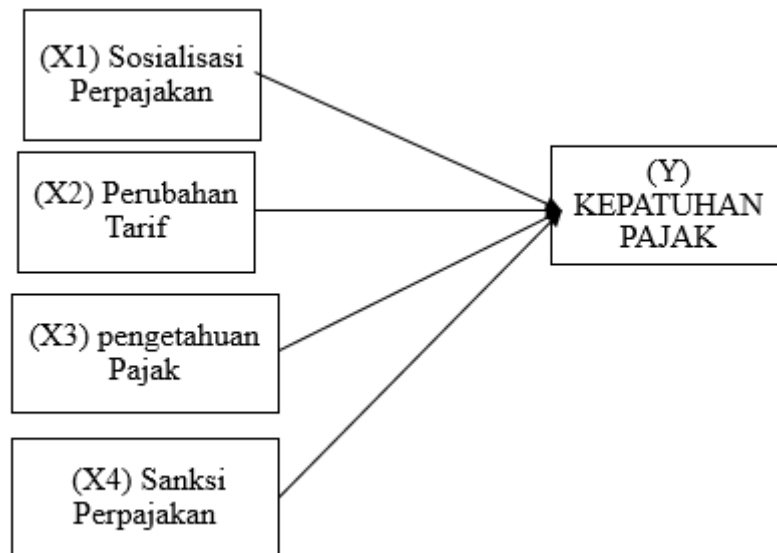 (X1) Sosialisasi
Perpajakan
(X2) Perubahan
Tarif
(X3) pengetahuan
Pajak
(X4) Sanksi
Perpajakan
(Y)
KEPATUHAN
PAJAK